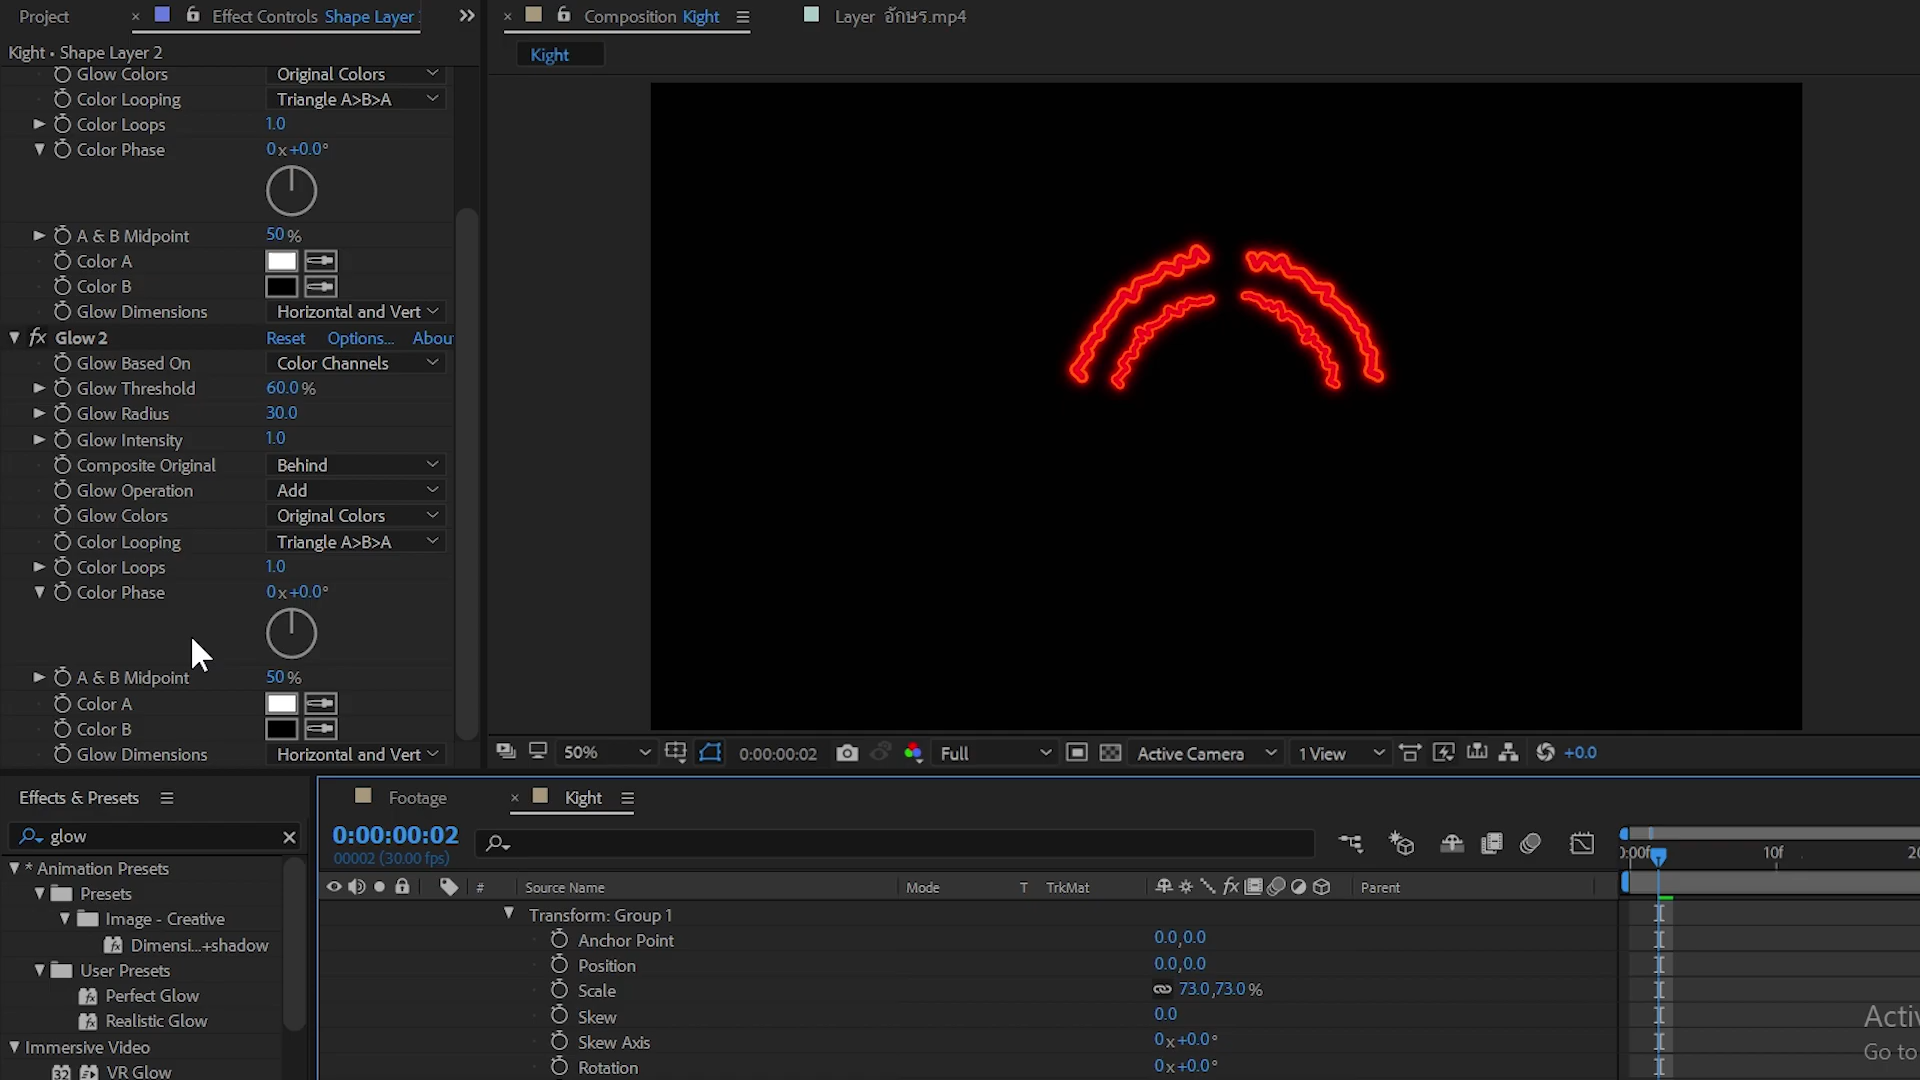 Project × Effect Controls Shape Layer »
× Composition Kight
Layer อักษร.mp4
Kight • Shape Layer 2
Kight
Glow Colors Original Colors
Color Looping Triangle A>B>A
Color Loops 1.0
Color Phase 0x+0.0°
A & B Midpoint 50%
Color A
Color B
Glow Dimensions Horizontal and Vert
fx Glow 2 Reset Options... Abou
Glow Based On Color Channels
Glow Threshold 60.0%
Glow Radius 30.0
Glow Intensity 1.0
Composite Original Behind
Glow Operation Add
Glow Colors Original Colors
Color Looping Triangle A>B>A
Color Loops 1.0
Color Phase 0x+0.0°
A & B Midpoint 50%
Color A
Color B
Glow Dimensions Horizontal and Vert
50% 0:00:00:02 Full Active Camera 1 View +0.0
Effects & Presets
glow ×
* Animation Presets
Presets
Image - Creative
Dimensi...+shadow
User Presets
Perfect Glow
Realistic Glow
Immersive Video
32 VR Glow
Footage × Kight
0:00:00:02
00002 (30.00 fps)
):00f 10f 20
# Source Name Mode T TrkMat fx Parent
Transform: Group 1
Anchor Point 0.0,0.0
Position 0.0,0.0
Scale 73.0,73.0%
Skew 0.0
Skew Axis 0x+0.0°
Rotation 0x+0.0°
Activ
Go to